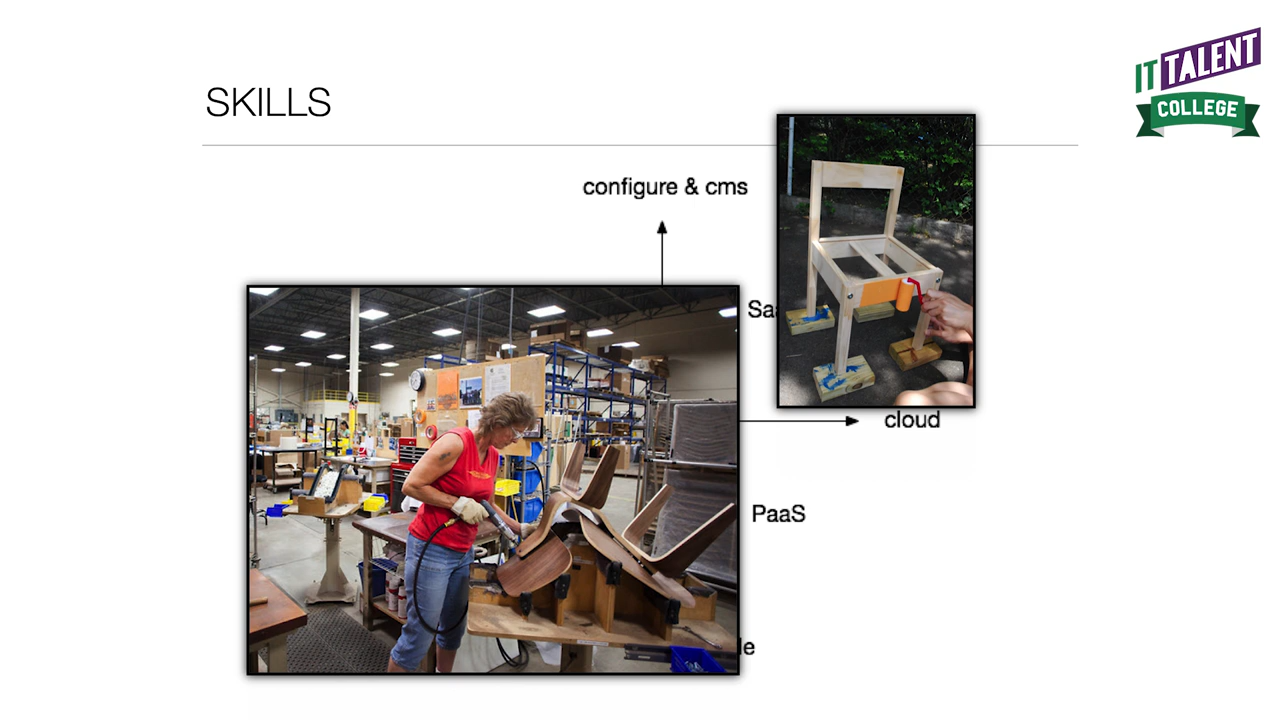 SKILLS
IT TALENT
COLLEGE
configure & cms
cloud
PaaS